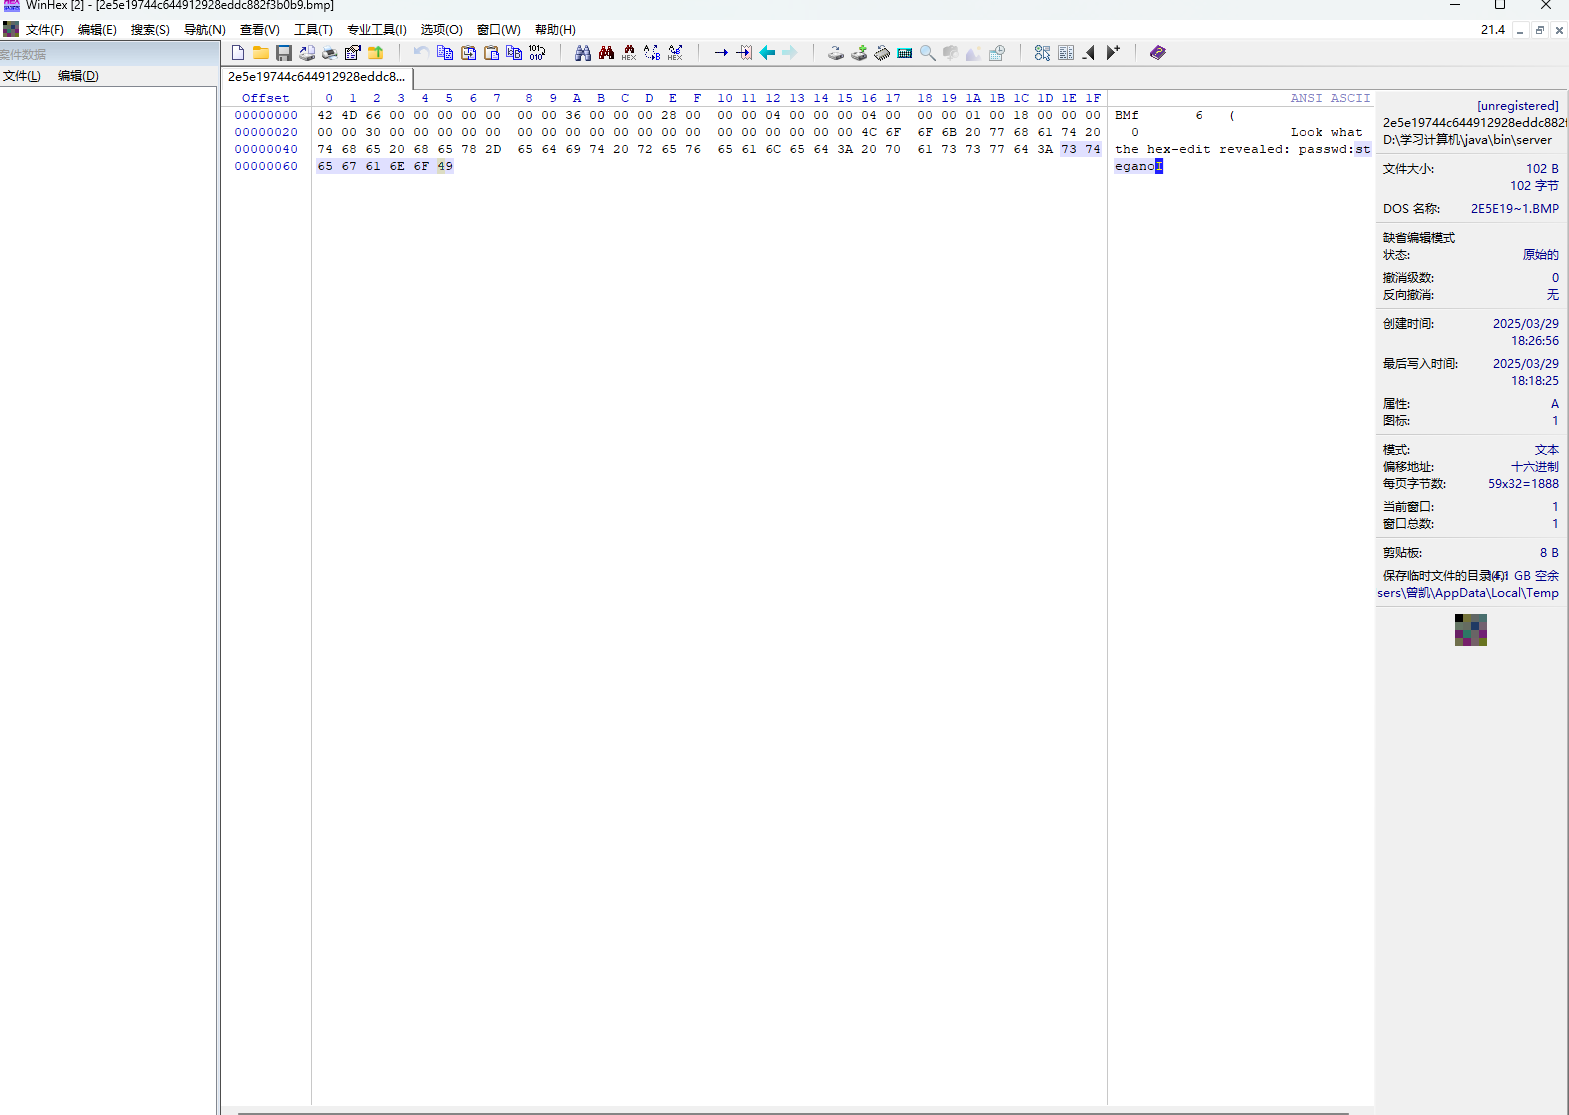 WinHex [2] - [2e5e19744c644912928eddc882f3b0b9.bmp]
文件(F) 编辑(E) 搜索(S) 导航(N) 查看(V) 工具(T) 专业工具(I) 选项(O) 窗口(W) 帮助(H) 21.4
案件数据
文件(L) 编辑(D)
2e5e19744c644912928eddc8...
Offset 0 1 2 3 4 5 6 7 8 9 A B C D E F 10 11 12 13 14 15 16 17 18 19 1A 1B 1C 1D 1E 1F ANSI ASCII
00000000 42 4D 66 00 00 00 00 00 00 00 36 00 00 00 28 00 00 00 04 00 00 00 04 00 00 00 01 00 18 00 00 00 BMf 6 (
00000020 00 00 30 00 00 00 00 00 00 00 00 00 00 00 00 00 00 00 00 00 00 00 4C 6F 6F 6B 20 77 68 61 74 20 0 Look what
00000040 74 68 65 20 68 65 78 2D 65 64 69 74 20 72 65 76 65 61 6C 65 64 3A 20 70 61 73 73 77 64 3A 73 74 the hex-edit revealed: passwd:st
00000060 65 67 61 6E 6F 49 eganoI
[unregistered]
2e5e19744c644912928eddc882f
D:\学习计算机\java\bin\server
文件大小: 102 B
102 字节
DOS 名称: 2E5E19~1.BMP
缺省编辑模式
状态: 原始的
撤消级数: 0
反向撤消: 无
创建时间: 2025/03/29
18:26:56
最后写入时间: 2025/03/29
18:18:25
属性: A
图标: 1
模式: 文本
偏移地址: 十六进制
每页字节数: 59x32=1888
当前窗口: 1
窗口总数: 1
剪贴板: 8 B
保存临时文件的目录 GB 空余
sers\曾凯\AppData\Local\Temp